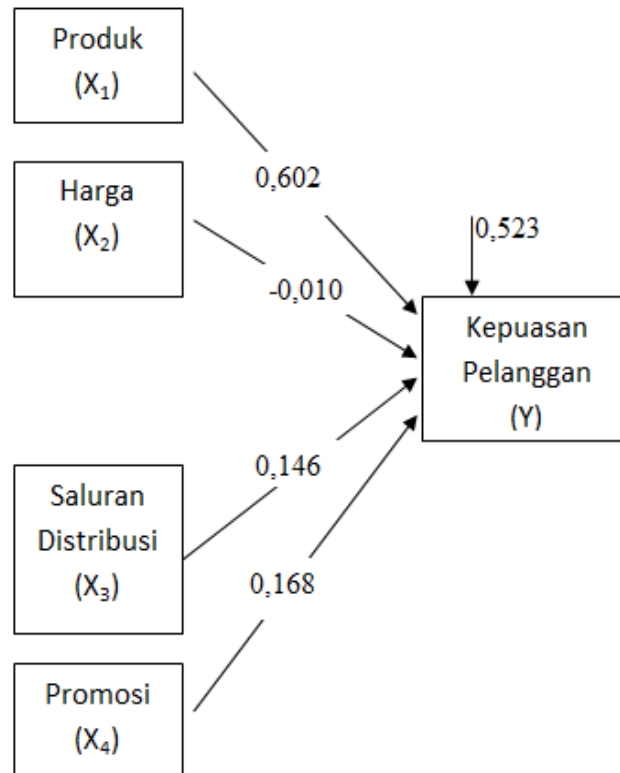 Produk
(X₁)
0,602
Harga
(X₂)
-0,010
0,523
Kepuasan
Pelanggan
(Y)
Saluran
Distribusi
(X₃)
0,146
0,168
Promosi
(X₄)